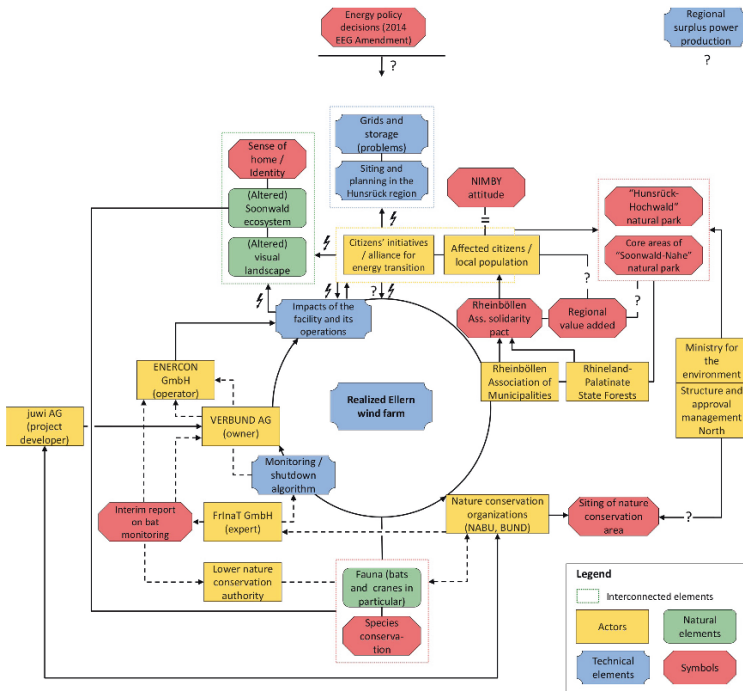 Energy policy
decisions (2014
EEG Amendment)
?
Regional
surplus power
production
?
Grids and
storage
(problems)
Siting and
planning in the
Hunsrück region
Sense of
home /
Identity
(Altered)
Soonwald
ecosystem
(Altered)
visual
landscape
NIMBY
attitude
=
"Hunsrück-
Hochwald"
natural park
Core areas of
"Soonwald-Nahe"
natural park
Citizens' initiatives
/ alliance for
energy transition
Affected citizens /
local population
?
?
?
Impacts of the
facility and its
operations
Rheinböllen
Ass. solidarity
pact
Regional
value added
Ministry for
the
environment
Structure and
approval
management
North
ENERCON
GmbH
(operator)
Rheinböllen
Association of
Municipalities
Rhineland-
Palatinate
State Forests
Realized Ellern
wind farm
juwi AG
(project
developer)
VERBUND AG
(owner)
Monitoring /
shutdown
algorithm
Interim report
on bat
monitoring
FrInaT GmbH
(expert)
Nature conservation
organizations
(NABU, BUND)
Siting of nature
conservation
area
?
Lower nature
conservation
authority
Fauna (bats
and cranes in
particular)
Species
conserva-
tion
Legend
Interconnected elements
Actors
Natural
elements
Technical
elements
Symbols